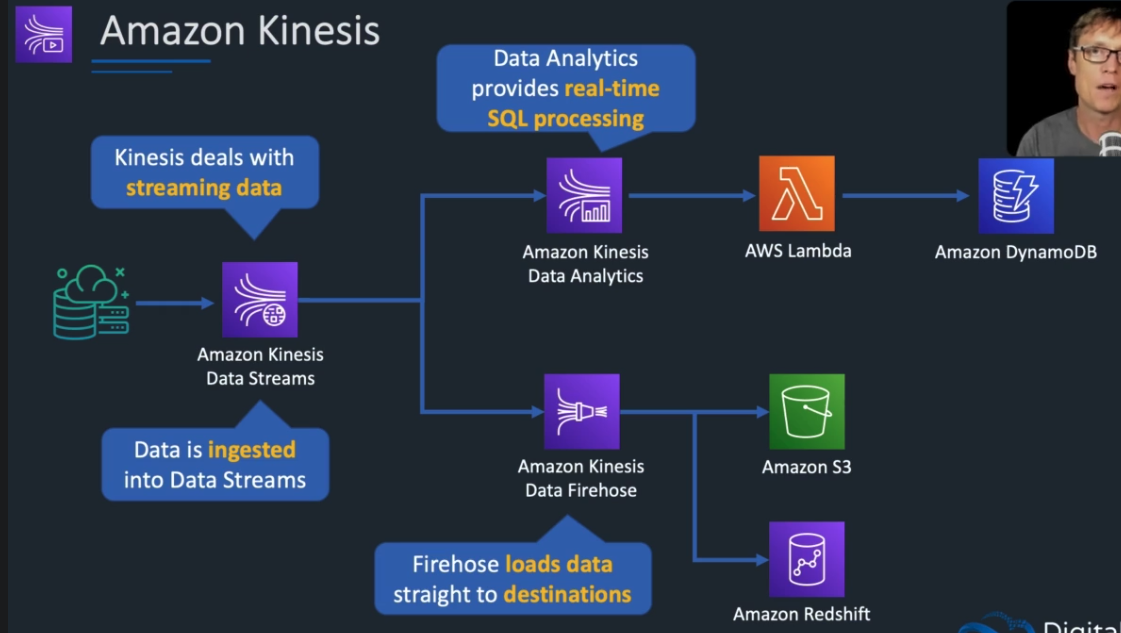 Amazon Kinesis
Data Analytics
provides real-time
SQL processing
Kinesis deals with
streaming data
Amazon Kinesis
Data Analytics
AWS Lambda
Amazon DynamoDB
Amazon Kinesis
Data Streams
Data is ingested
into Data Streams
Amazon Kinesis
Data Firehose
Amazon S3
Firehose loads data
straight to destinations
Amazon Redshift
Digital